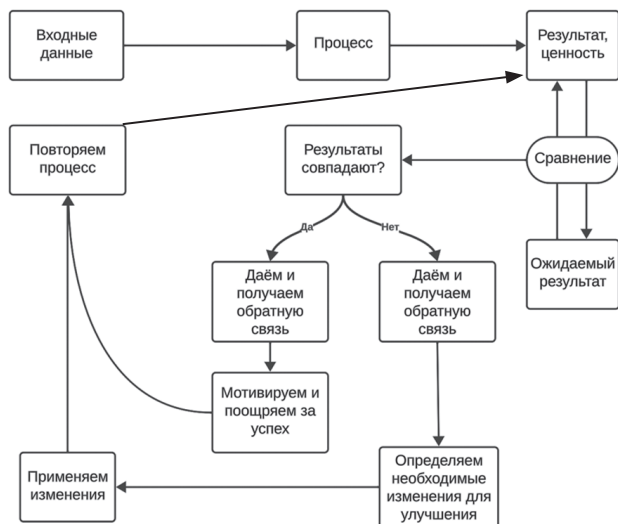 Входные
данные
Процесс
Результат,
ценность
Повторяем
процесс
Результаты
совпадают?
Сравнение
Да
Нет
Даём и
получаем
обратную
связь
Даём и
получаем
обратную
связь
Ожидаемый
результат
Мотивируем и
поощряем за
успех
Применяем
изменения
Определяем
необходимые
изменения для
улучшения